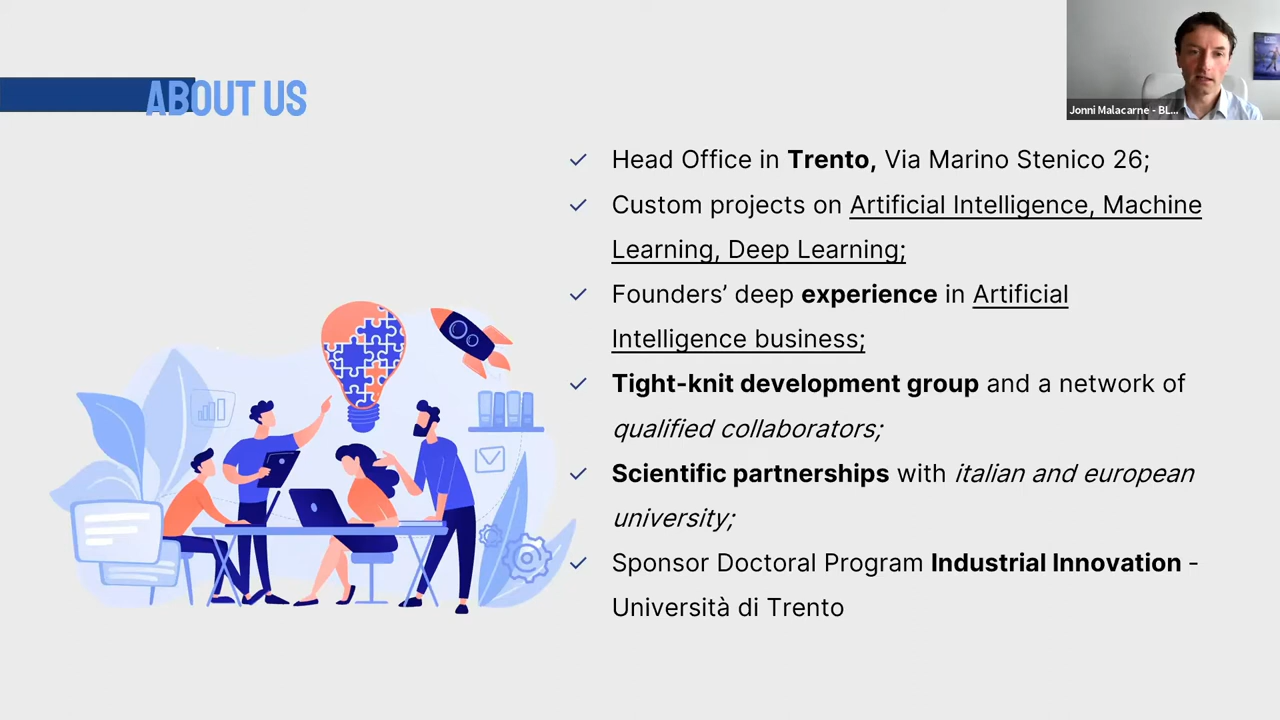 ABOUT US
Jonni Malacarne - BL...
Head Office in Trento, Via Marino Stenico 26;
Custom projects on Artificial Intelligence, Machine
Learning, Deep Learning;
Founders’ deep experience in Artificial
Intelligence business;
Tight-knit development group and a network of
qualified collaborators;
Scientific partnerships with italian and european
university;
Sponsor Doctoral Program Industrial Innovation -
Università di Trento